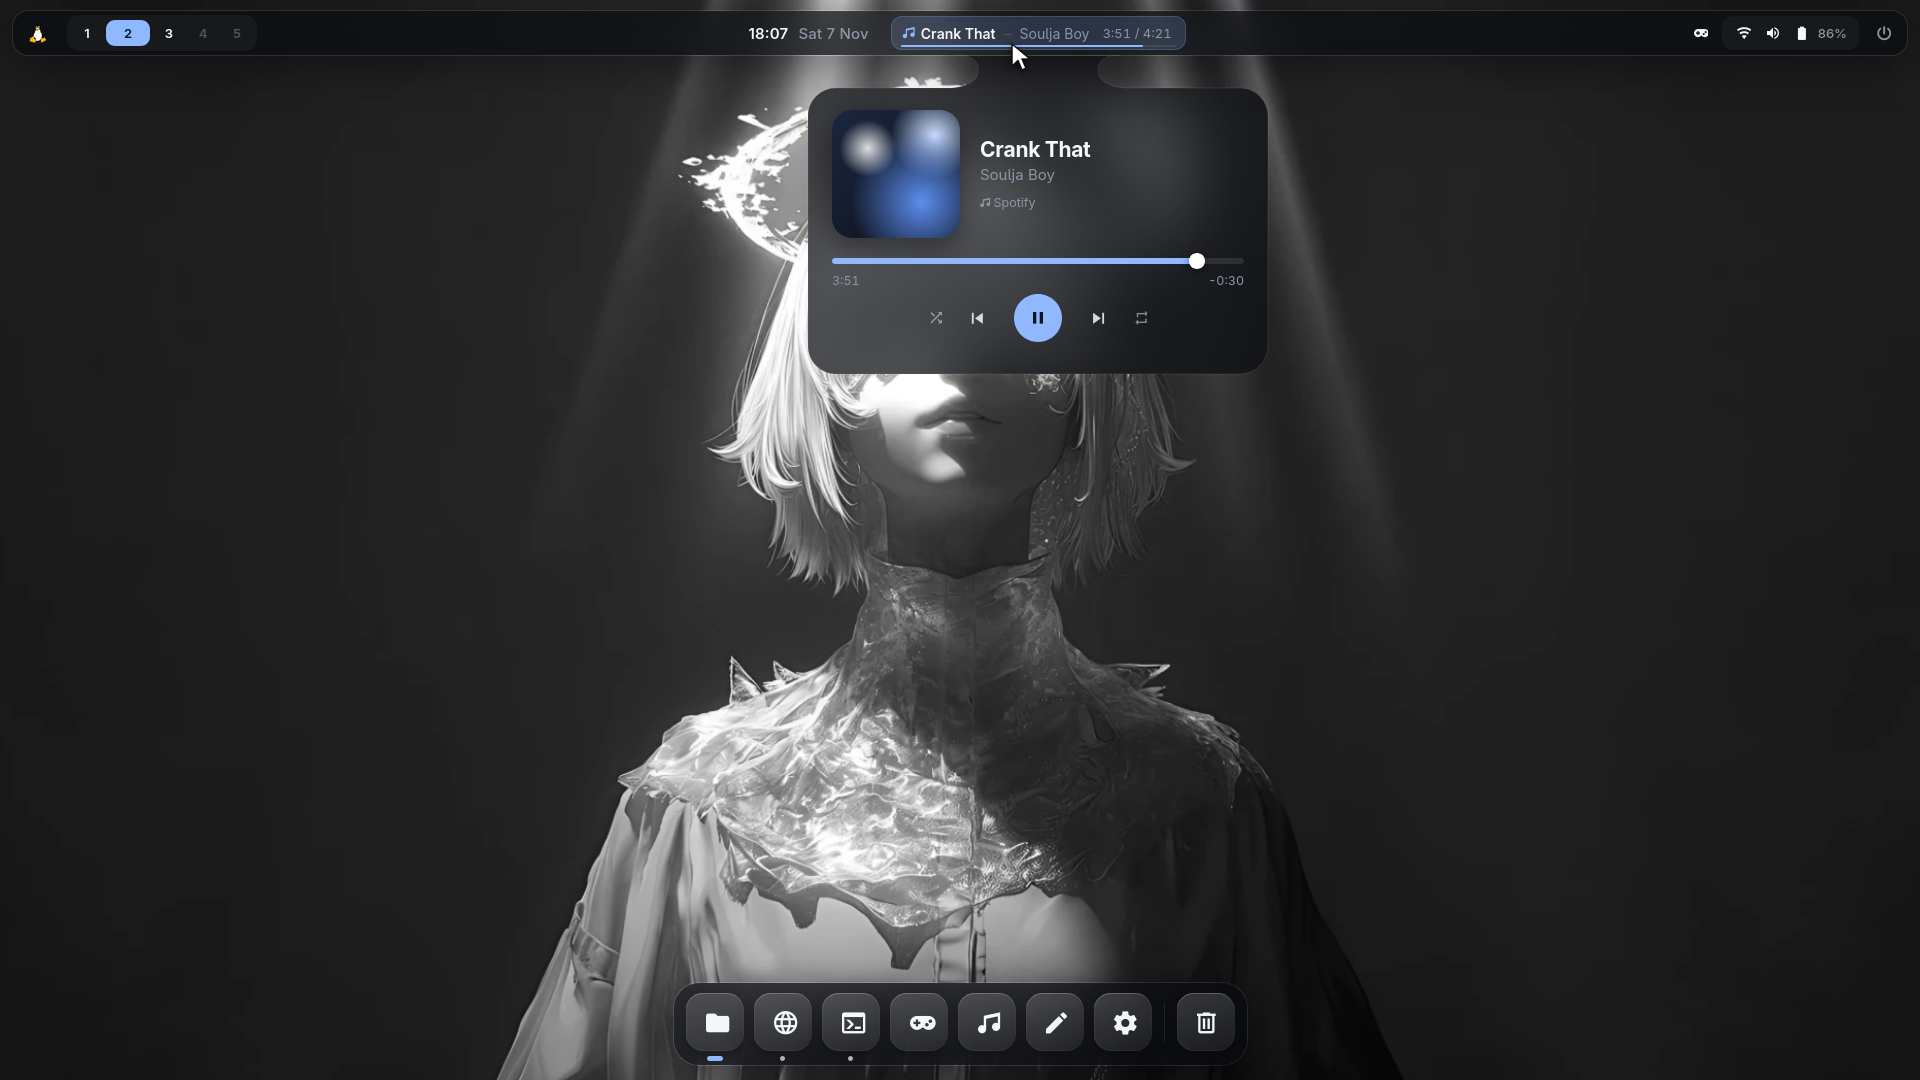 1 2 3 4 5
18:07 Sat 7 Nov
Crank That – Soulja Boy 3:51 / 4:21
86%
Crank That
Soulja Boy
Spotify
3:51
-0:30